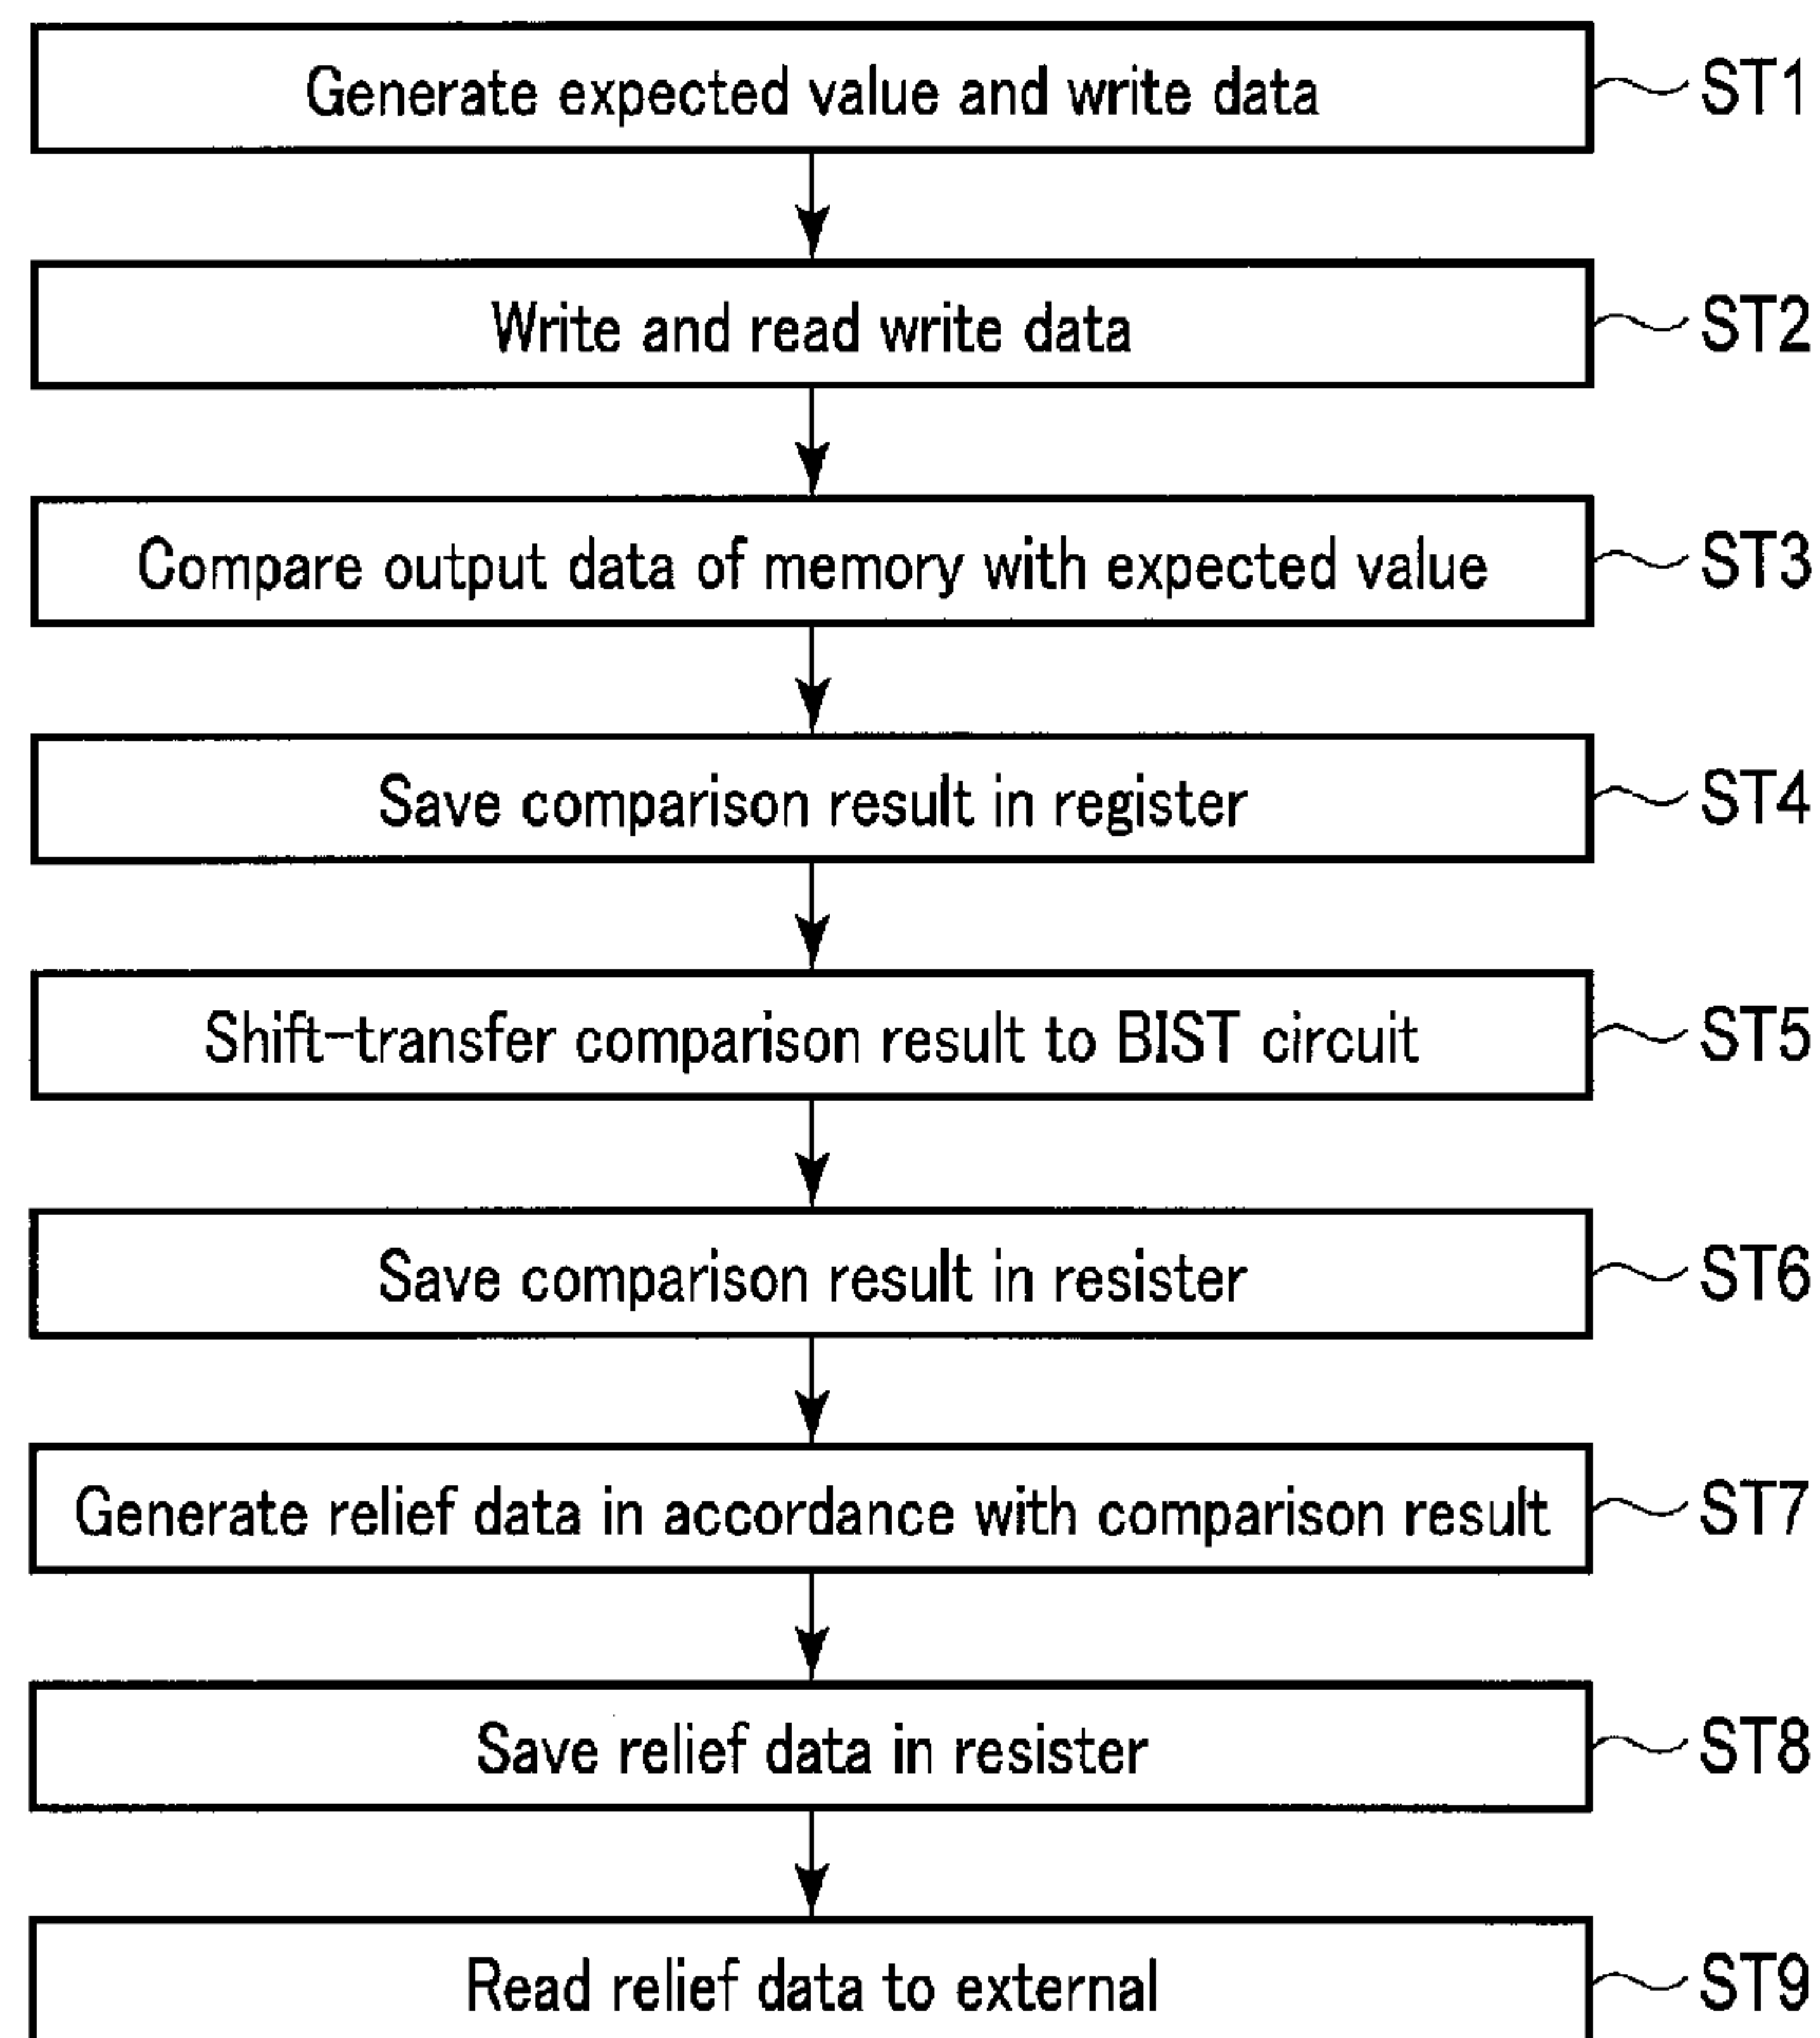 Generate expected value and write data ST1
Write and read write data ST2
Compare output data of memory with expected value ST3
Save comparison result in register ST4
Shift-transfer comparison result to BIST circuit ST5
Save comparison result in resister ST6
Generate relief data in accordance with comparison result ST7
Save relief data in resister ST8
Read relief data to external ST9